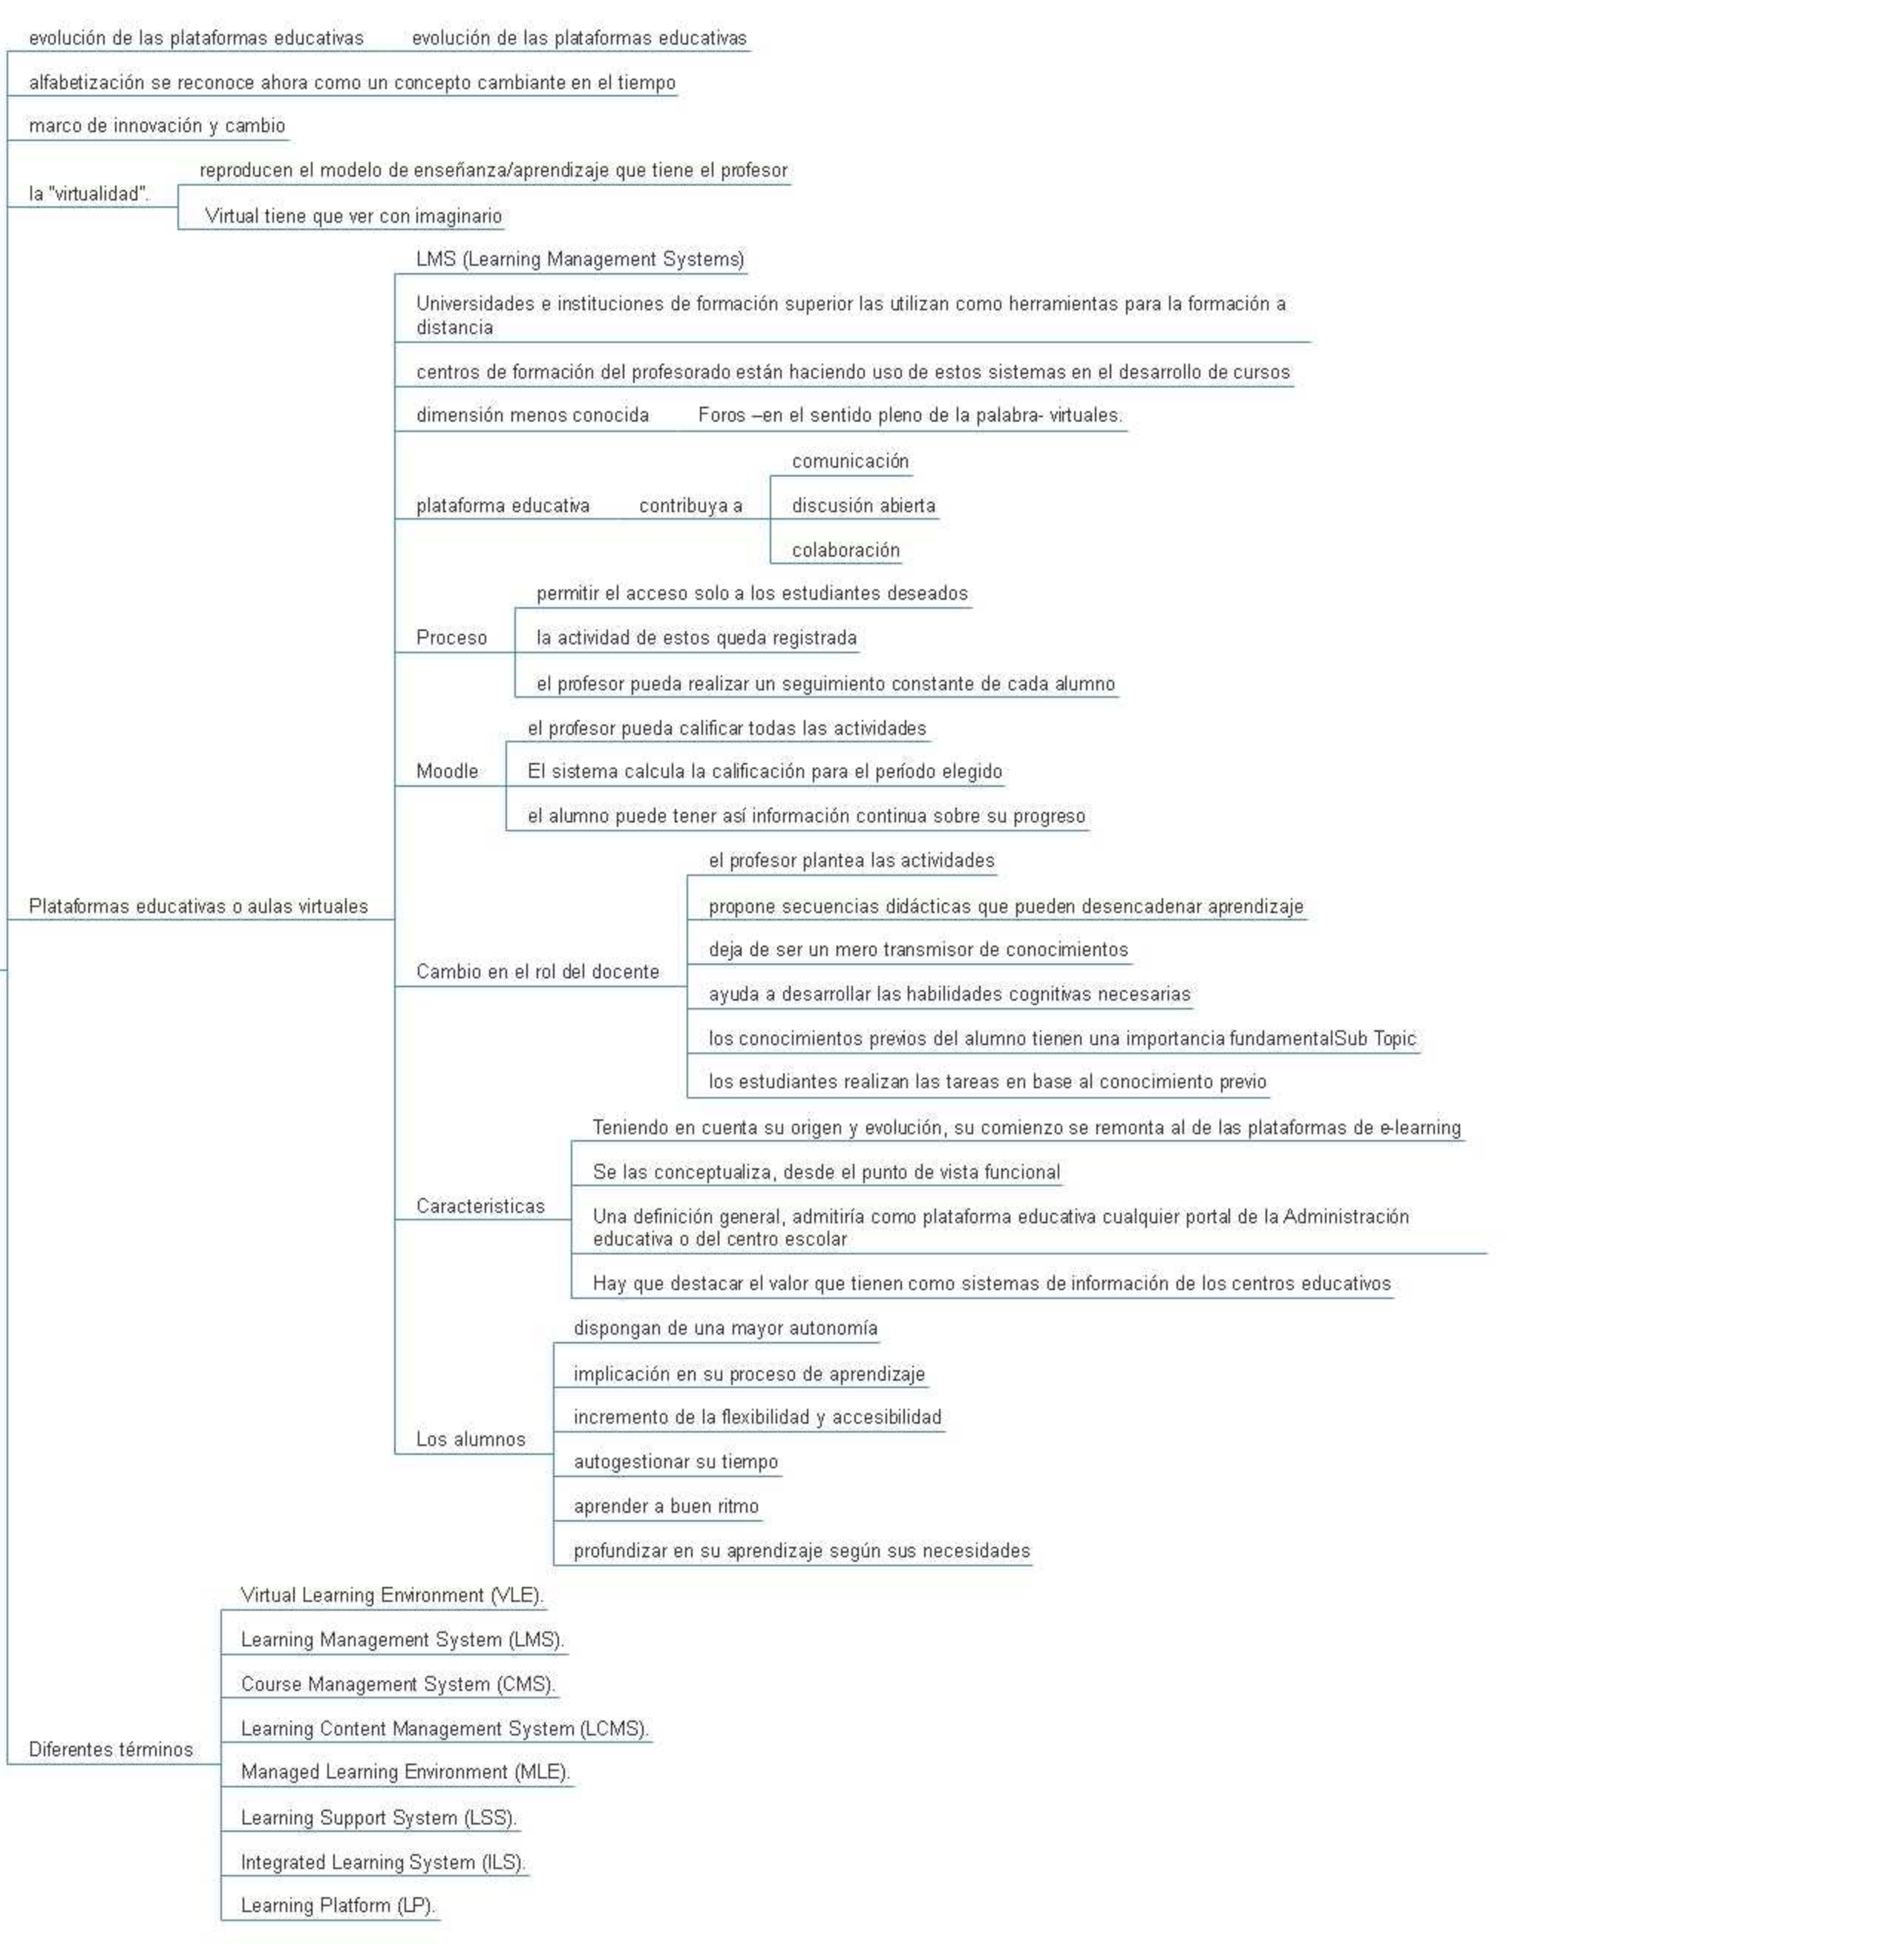 evolución de las plataformas educativas evolución de las plataformas educativas
alfabetización se reconoce ahora como un concepto cambiante en el tiempo
marco de innovación y cambio
la "virtualidad".
reproducen el modelo de enseñanza/aprendizaje que tiene el profesor
Virtual tiene que ver con imaginario
Plataformas educativas o aulas virtuales
LMS (Learning Management Systems)
Universidades e instituciones de formación superior las utilizan como herramientas para la formación a
distancia
centros de formación del profesorado están haciendo uso de estos sistemas en el desarrollo de cursos
dimensión menos conocida Foros –en el sentido pleno de la palabra- virtuales.
plataforma educativa contribuya a
comunicación
discusión abierta
colaboración
Proceso
permitir el acceso solo a los estudiantes deseados
la actividad de estos queda registrada
el profesor pueda realizar un seguimiento constante de cada alumno
Moodle
el profesor pueda calificar todas las actividades
El sistema calcula la calificación para el período elegido
el alumno puede tener así información continua sobre su progreso
Cambio en el rol del docente
el profesor plantea las actividades
propone secuencias didácticas que pueden desencadenar aprendizaje
deja de ser un mero transmisor de conocimientos
ayuda a desarrollar las habilidades cognitivas necesarias
los conocimientos previos del alumno tienen una importancia fundamentalSub Topic
los estudiantes realizan las tareas en base al conocimiento previo
Caracteristicas
Teniendo en cuenta su origen y evolución, su comienzo se remonta al de las plataformas de e-learning
Se las conceptualiza, desde el punto de vista funcional
Una definición general, admitiría como plataforma educativa cualquier portal de la Administración
educativa o del centro escolar
Hay que destacar el valor que tienen como sistemas de información de los centros educativos
Los alumnos
dispongan de una mayor autonomía
implicación en su proceso de aprendizaje
incremento de la flexibilidad y accesibilidad
autogestionar su tiempo
aprender a buen ritmo
profundizar en su aprendizaje según sus necesidades
Diferentes términos
Virtual Learning Environment (VLE).
Learning Management System (LMS).
Course Management System (CMS).
Learning Content Management System (LCMS).
Managed Learning Environment (MLE).
Learning Support System (LSS).
Integrated Learning System (ILS).
Learning Platform (LP).